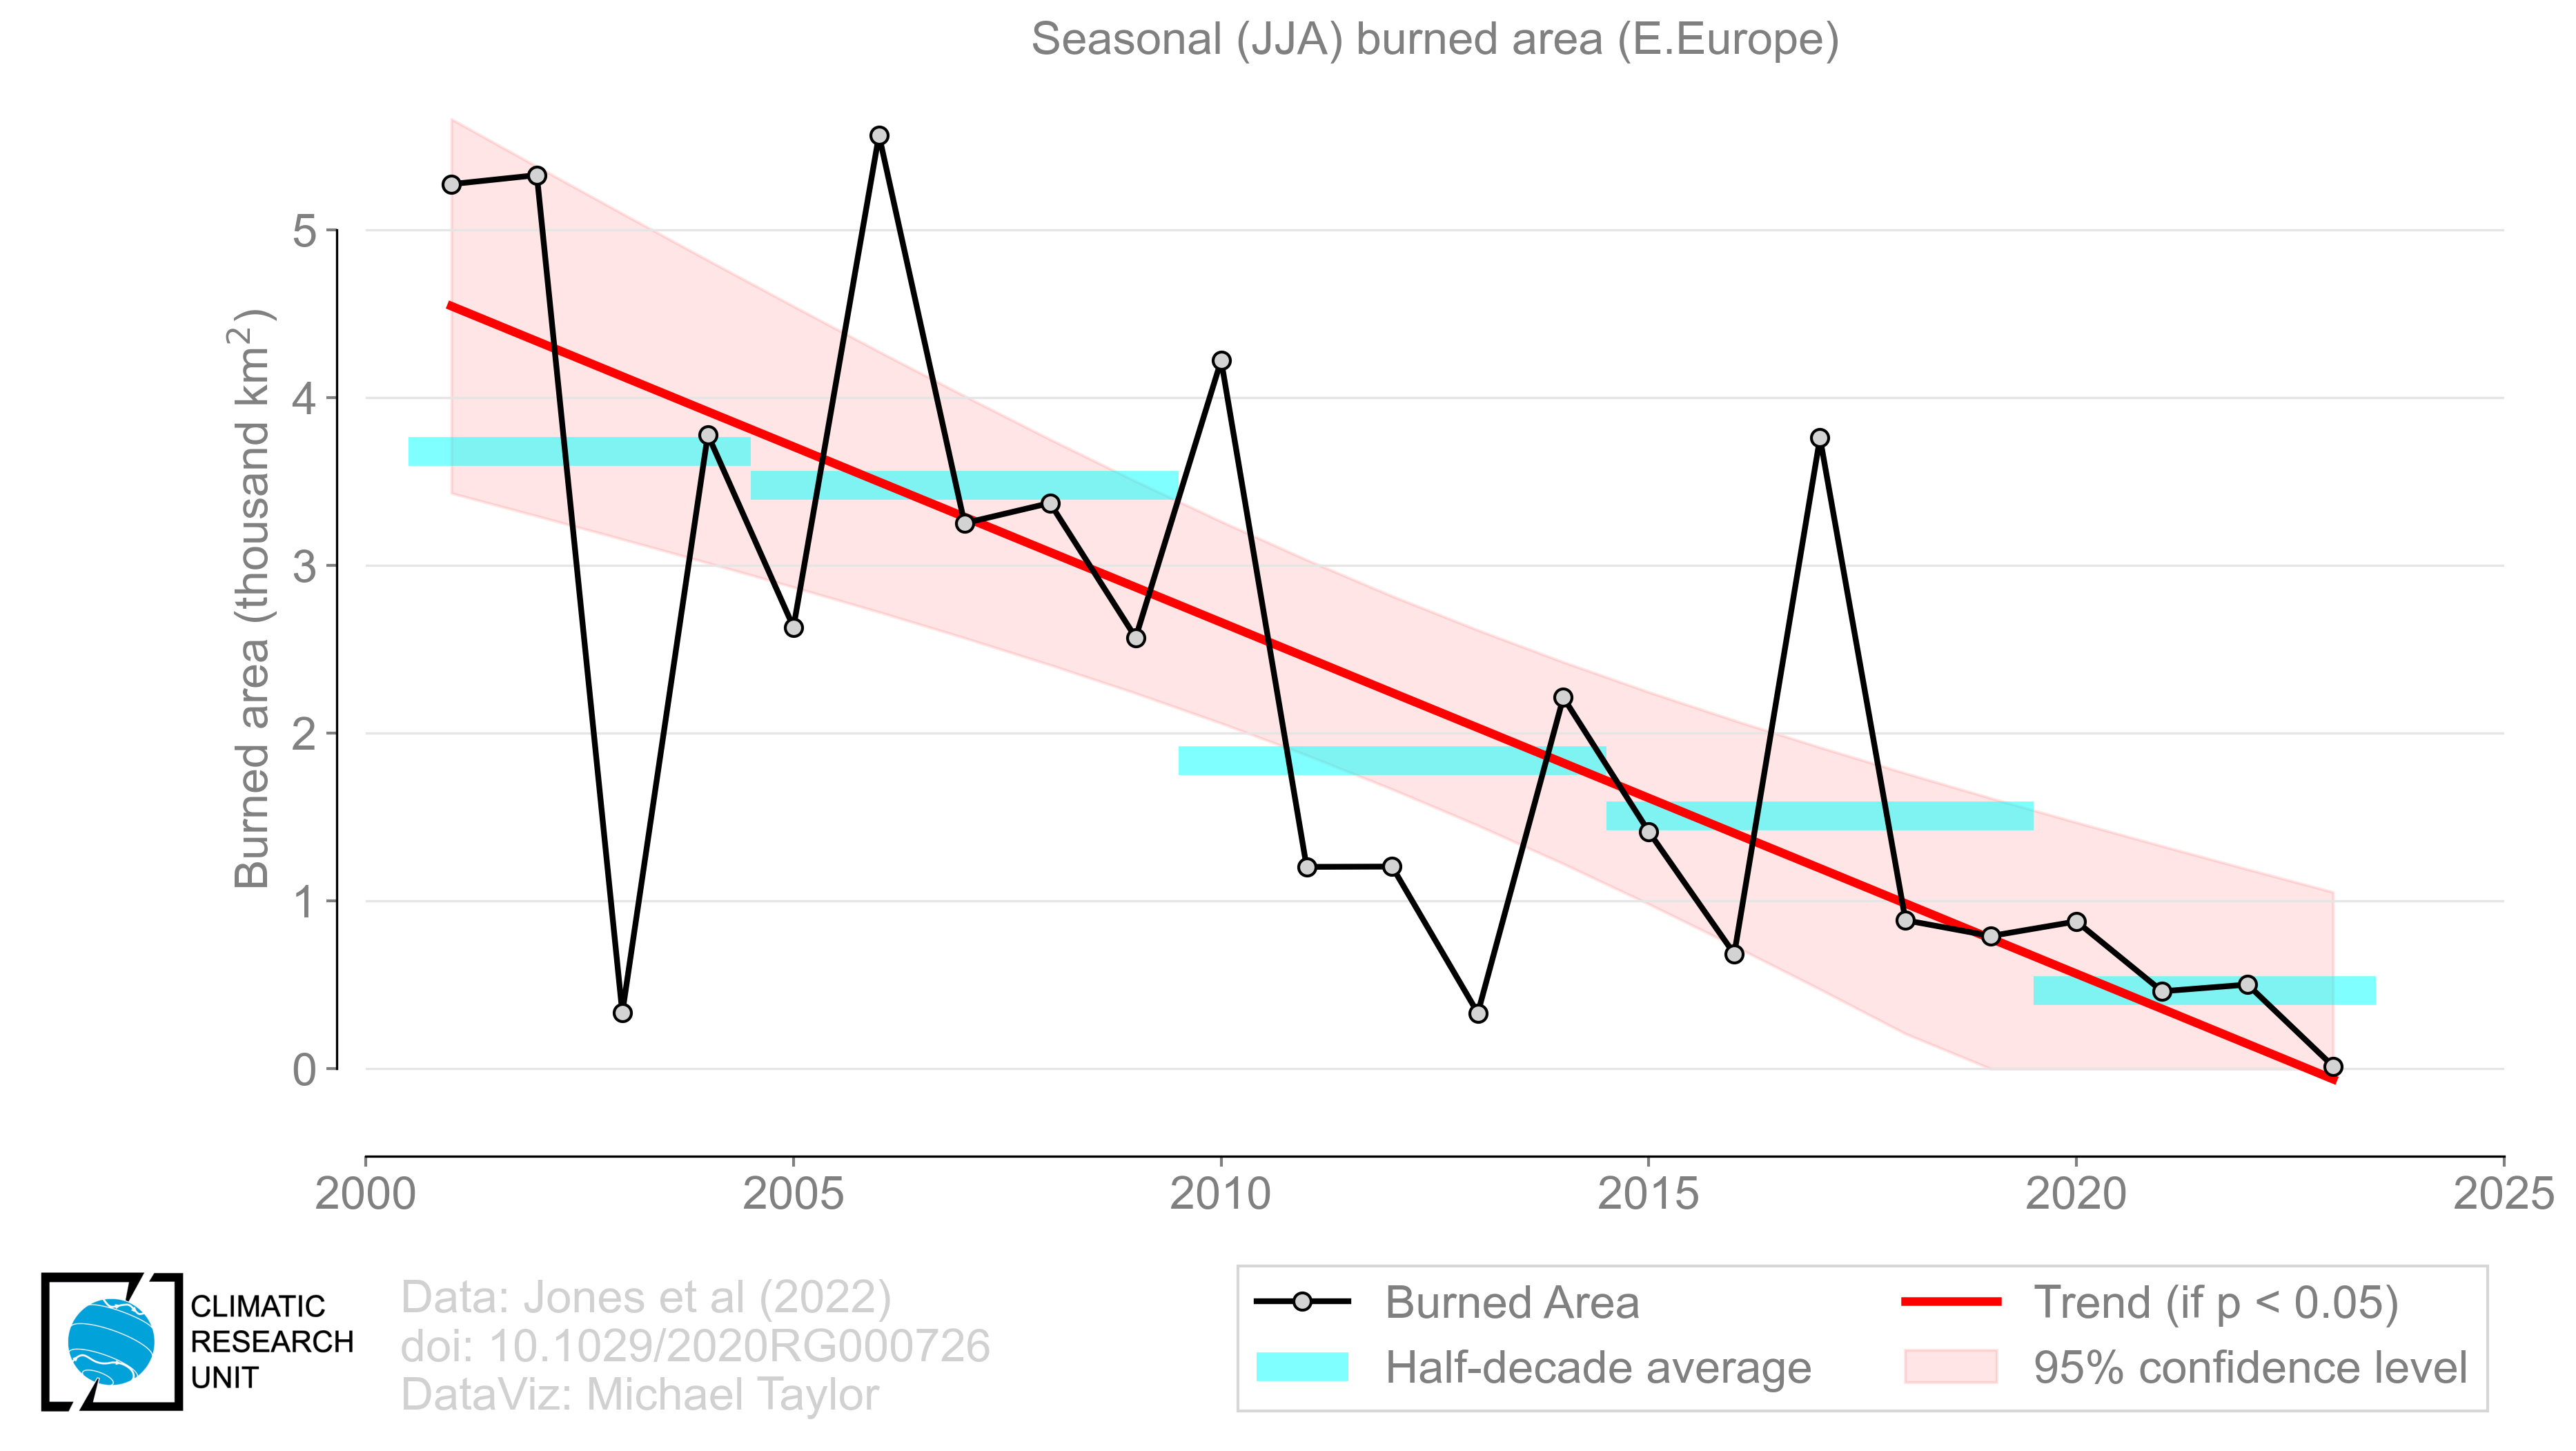 Seasonal (JJA) burned area (E.Europe)
Burned area (thousand km²)
5
4
3
2
1
0
2000
2005
2010
2015
2020
2025
CLIMATIC
RESEARCH
UNIT
Data: Jones et al (2022)
doi: 10.1029/2020RG000726
DataViz: Michael Taylor
Burned Area
Half-decade average
Trend (if p < 0.05)
95% confidence level